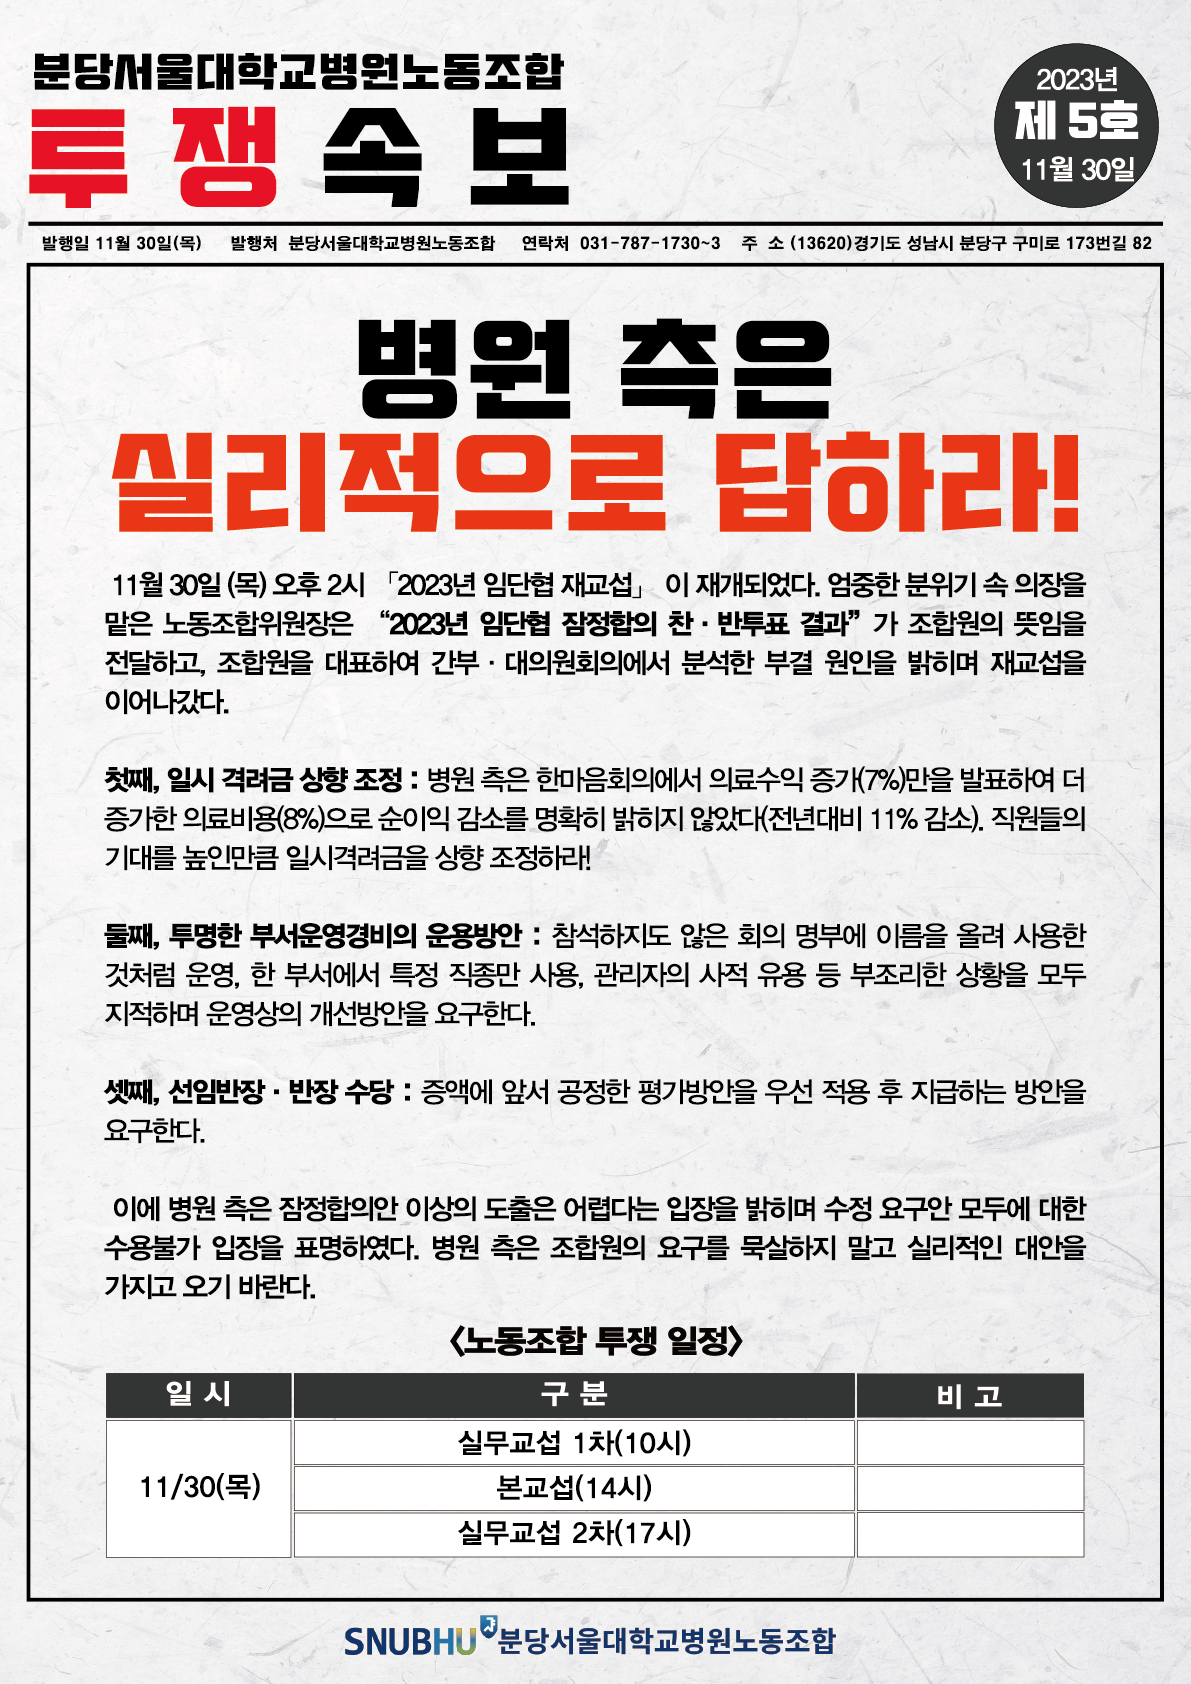 분당서울대학교병원노동조합
투쟁속보
2023년
제 5호
11월 30일
발행일 11월 30일(목) 발행처 분당서울대학교병원노동조합 연락처 031-787-1730~3 주 소 (13620)경기도 성남시 분당구 구미로 173번길 82
병원 측은
실리적으로 답하라!
11월 30일 (목) 오후 2시 「2023년 임단협 재교섭」 이 재개되었다. 엄중한 분위기 속 의장을
맡은 노동조합위원장은 “2023년 임단협 잠정합의 찬·반투표 결과” 가 조합원의 뜻임을
전달하고, 조합원을 대표하여 간부·대의원회의에서 분석한 부결 원인을 밝히며 재교섭을
이어나갔다.
첫째, 일시 격려금 상향 조정 : 병원 측은 한마음회의에서 의료수익 증가(7%)만을 발표하여 더
증가한 의료비용(8%)으로 순이익 감소를 명확히 밝히지 않았다(전년대비 11% 감소). 직원들의
기대를 높인만큼 일시격려금을 상향 조정하라!
둘째, 투명한 부서운영경비의 운용방안 : 참석하지도 않은 회의 명부에 이름을 올려 사용한
것처럼 운영, 한 부서에서 특정 직종만 사용, 관리자의 사적 유용 등 부조리한 상황을 모두
지적하며 운영상의 개선방안을 요구한다.
셋째, 선임반장·반장 수당 : 증액에 앞서 공정한 평가방안을 우선 적용 후 지급하는 방안을
요구한다.
이에 병원 측은 잠정합의안 이상의 도출은 어렵다는 입장을 밝히며 수정 요구안 모두에 대한
수용불가 입장을 표명하였다. 병원 측은 조합원의 요구를 묵살하지 말고 실리적인 대안을
가지고 오기 바란다.
<노동조합 투쟁 일정>
일 시 구 분 비 고
실무교섭 1차(10시)
11/30(목) 본교섭(14시)
실무교섭 2차(17시)
SNUBHU 분당서울대학교병원노동조합